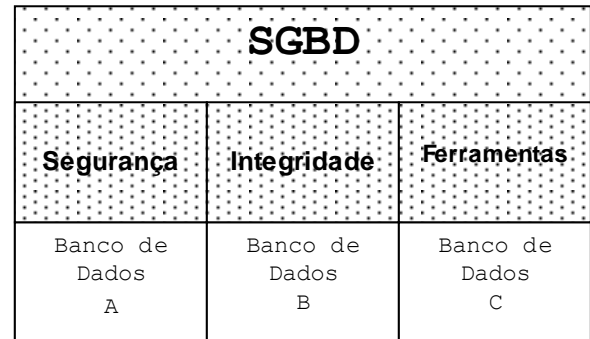 SGBD
Segurança
Integridade
Ferramentas
Banco de
Dados
A
Banco de
Dados
B
Banco de
Dados
C